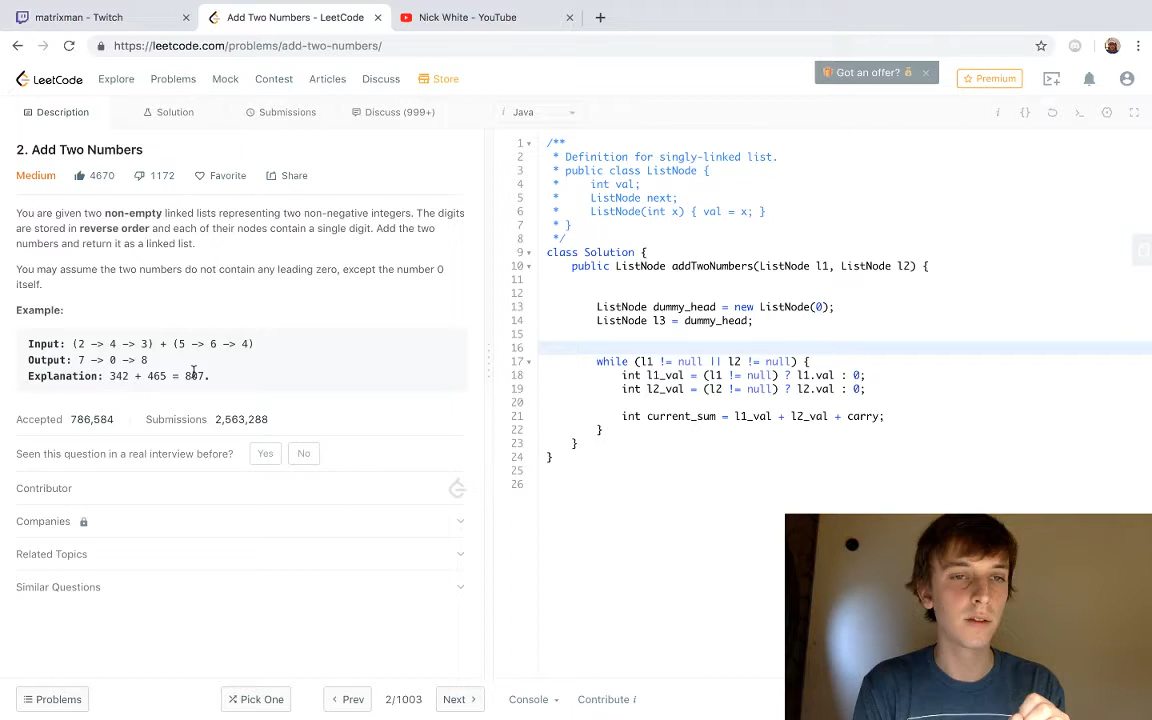 matrixman - Twitch
Add Two Numbers - LeetCode
Nick White - YouTube
https://leetcode.com/problems/add-two-numbers/
LeetCode
Explore
Problems
Mock
Contest
Articles
Discuss
Store
Got an offer?
Premium
Description
Solution
Submissions
Discuss (999+)
Java
2. Add Two Numbers
Medium
4670
1172
Favorite
Share
You are given two non-empty linked lists representing two non-negative integers. The digits
are stored in reverse order and each of their nodes contain a single digit. Add the two
numbers and return it as a linked list.
You may assume the two numbers do not contain any leading zero, except the number 0
itself.
Example:
Input: (2 -> 4 -> 3) + (5 -> 6 -> 4)
Output: 7 -> 0 -> 8
Explanation: 342 + 465 = 807.
Accepted 786,584
Submissions 2,563,288
Seen this question in a real interview before?
Yes
No
Contributor
Companies
Related Topics
Similar Questions
Problems
Pick One
Prev
2/1003
Next
1 /**
2 * Definition for singly-linked list.
3 * public class ListNode {
4 * int val;
5 * ListNode next;
6 * ListNode(int x) { val = x; }
7 * }
8 */
9 class Solution {
10 public ListNode addTwoNumbers(ListNode l1, ListNode l2) {
11
12
13 ListNode dummy_head = new ListNode(0);
14 ListNode l3 = dummy_head;
15
16
17 while (l1 != null || l2 != null) {
18 int l1_val = (l1 != null) ? l1.val : 0;
19 int l2_val = (l2 != null) ? l2.val : 0;
20
21 int current_sum = l1_val + l2_val + carry;
22 }
23 }
24 }
25
26
Console
Contribute i